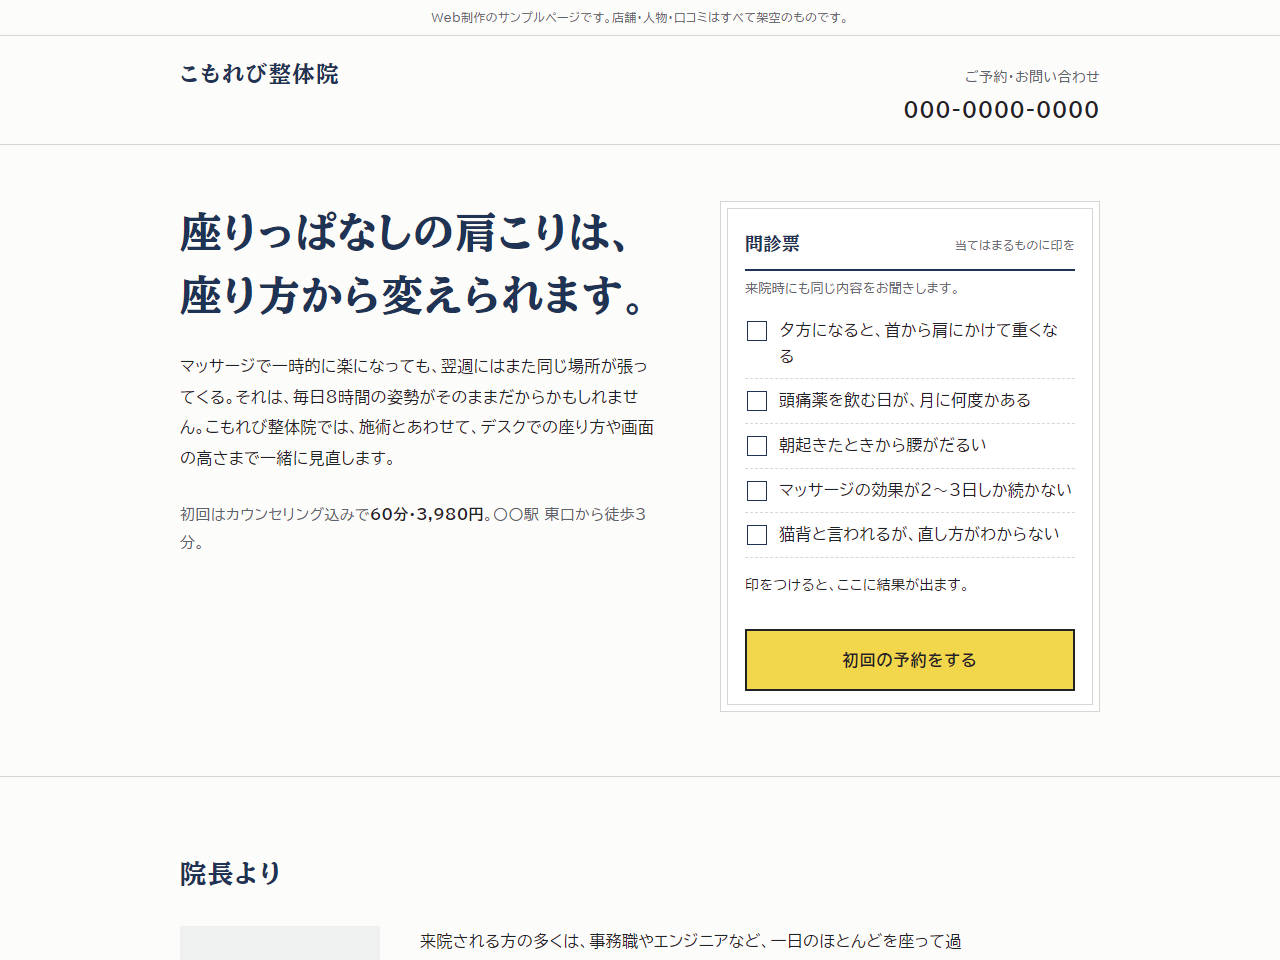 Web制作のサンプルページです。店舗・人物・口コミはすべて架空のものです。
こもれび整体院
ご予約・お問い合わせ
000-0000-0000
座りっぱなしの肩こりは、
座り方から変えられます。
マッサージで一時的に楽になっても、翌週にはまた同じ場所が張っ
てくる。それは、毎日8時間の姿勢がそのままだからかもしれませ
ん。こもれび整体院では、施術とあわせて、デスクでの座り方や画面
の高さまで一緒に見直します。
初回はカウンセリング込みで60分・3,980円。〇〇駅 東口から徒歩3
分。
問診票
当てはまるものに印を
来院時にも同じ内容をお聞きします。
夕方になると、首から肩にかけて重くな
る
頭痛薬を飲む日が、月に何度かある
朝起きたときから腰がだるい
マッサージの効果が2〜3日しか続かない
猫背と言われるが、直し方がわからない
印をつけると、ここに結果が出ます。
初回の予約をする
院長より
来院される方の多くは、事務職やエンジニアなど、一日のほとんどを座って過